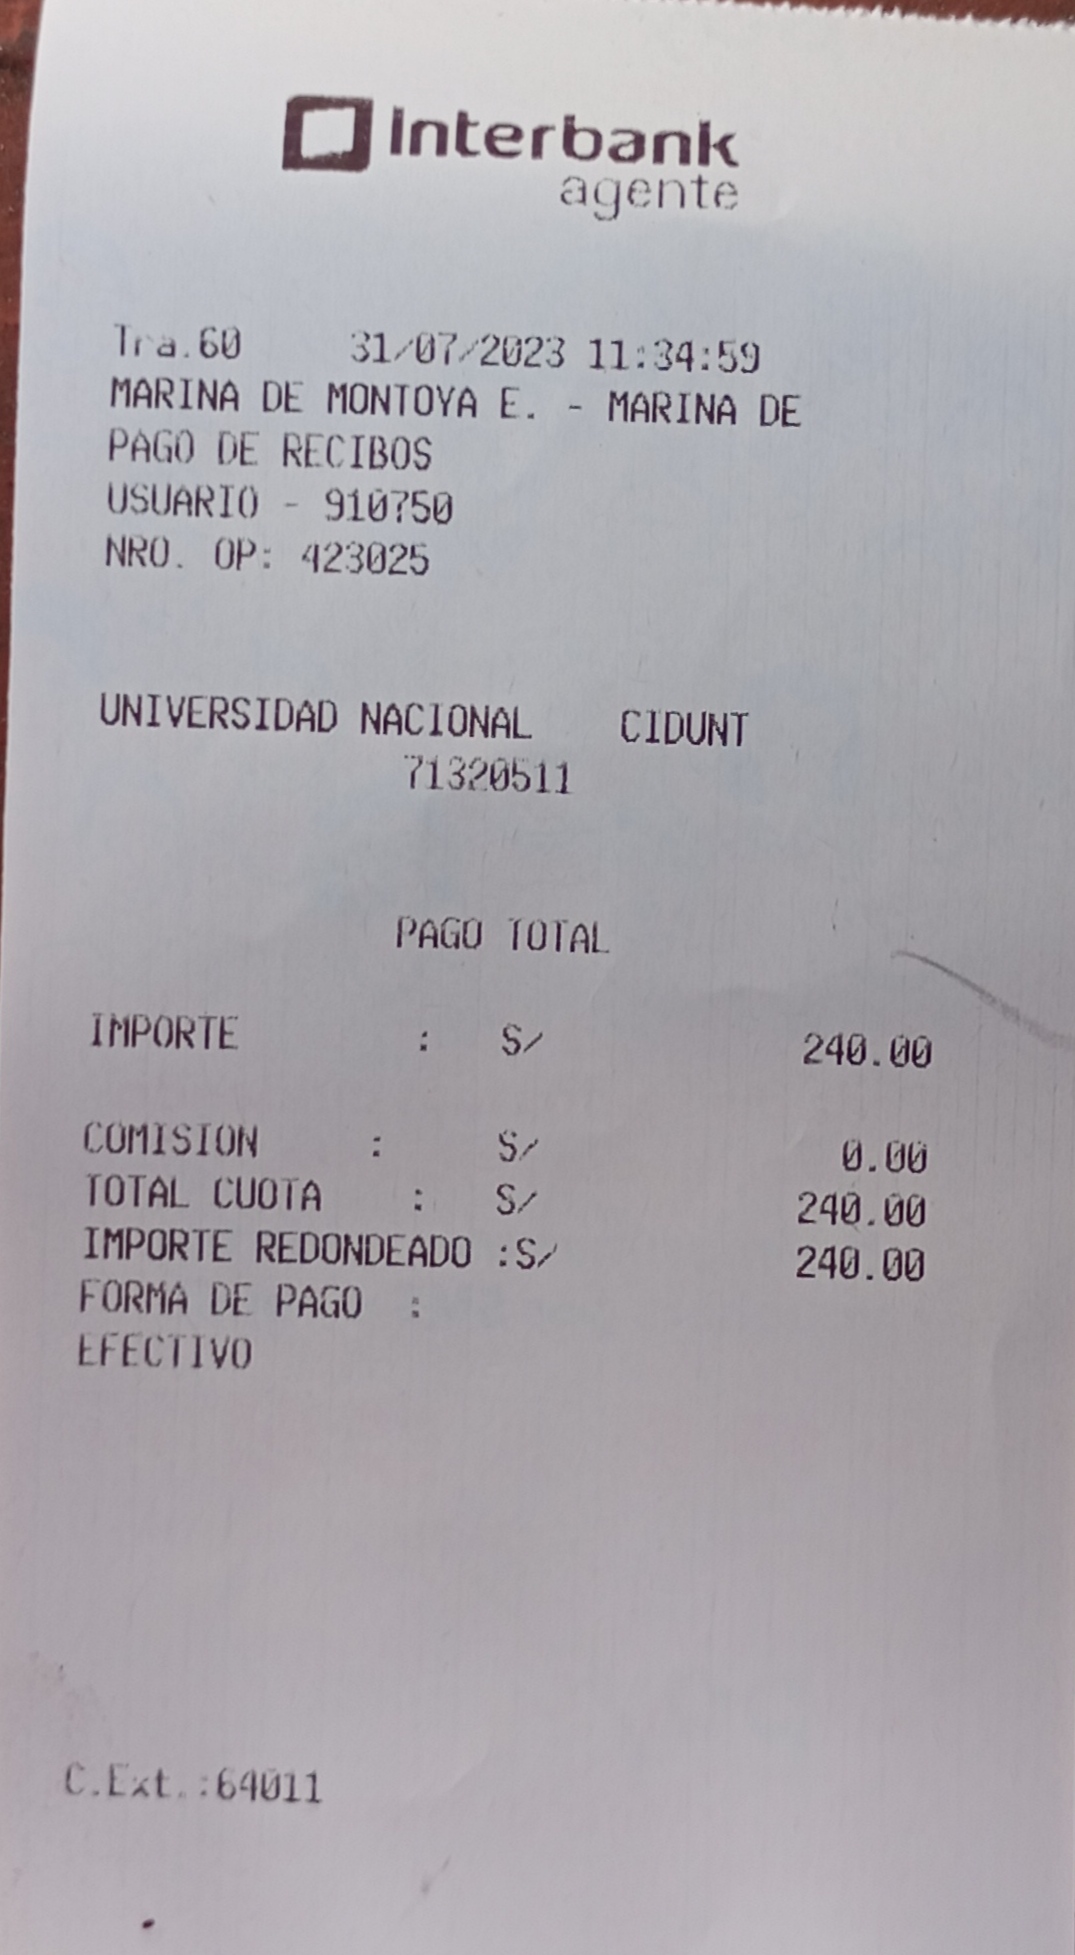 Interbank
agente
Tra.60 31/07/2023 11:34:59
MARINA DE MONTOYA E. - MARINA DE
PAGO DE RECIBOS
USUARIO - 910750
NRO. OP: 423025
UNIVERSIDAD NACIONAL CIDUNT
71320511
PAGO TOTAL
IMPORTE : S/ 240.00
COMISION : S/ 0.00
TOTAL CUOTA : S/ 240.00
IMPORTE REDONDEADO :S/ 240.00
FORMA DE PAGO :
EFECTIVO
C.Ext.:64011